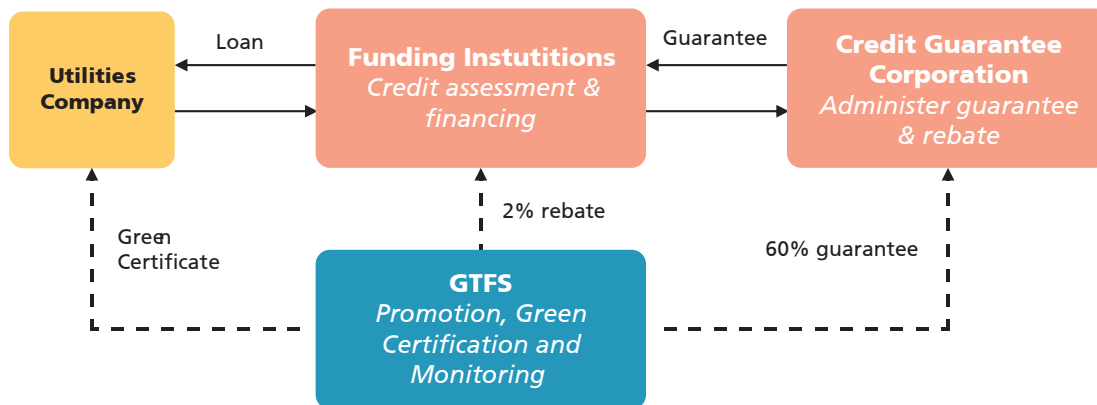 Utilities
Company
Loan
Funding Instutitions
Credit assessment &
financing
Guarantee
Credit Guarantee
Corporation
Administer guarantee
& rebate
Green
Certificate
2% rebate
60% guarantee
GTFS
Promotion, Green
Certification and
Monitoring